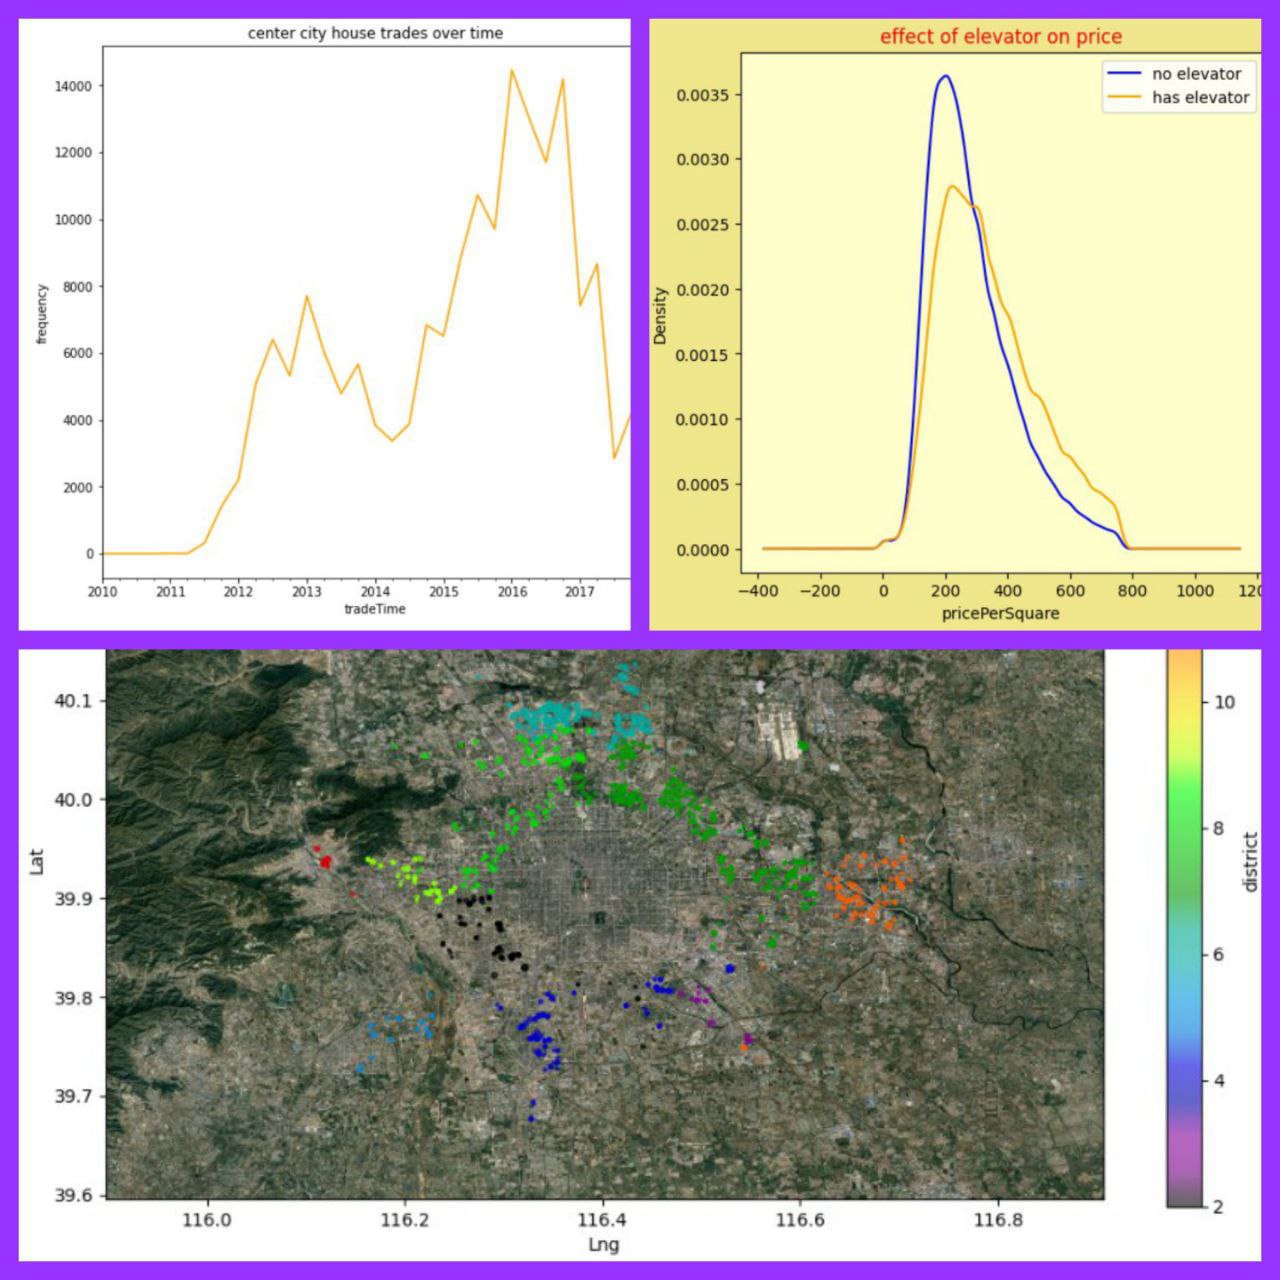 center city house trades over time
14000
12000
10000
8000
6000
4000
2000
0
frequency
2010 2011 2012 2013 2014 2015 2016 2017
tradeTime
effect of elevator on price
no elevator
has elevator
0.0035
0.0030
0.0025
0.0020
0.0015
0.0010
0.0005
0.0000
Density
−400 −200 0 200 400 600 800 1000 120
pricePerSquare
40.1
40.0
39.9
39.8
39.7
39.6
Lat
116.0 116.2 116.4 116.6 116.8
Lng
10
8
6
4
2
district